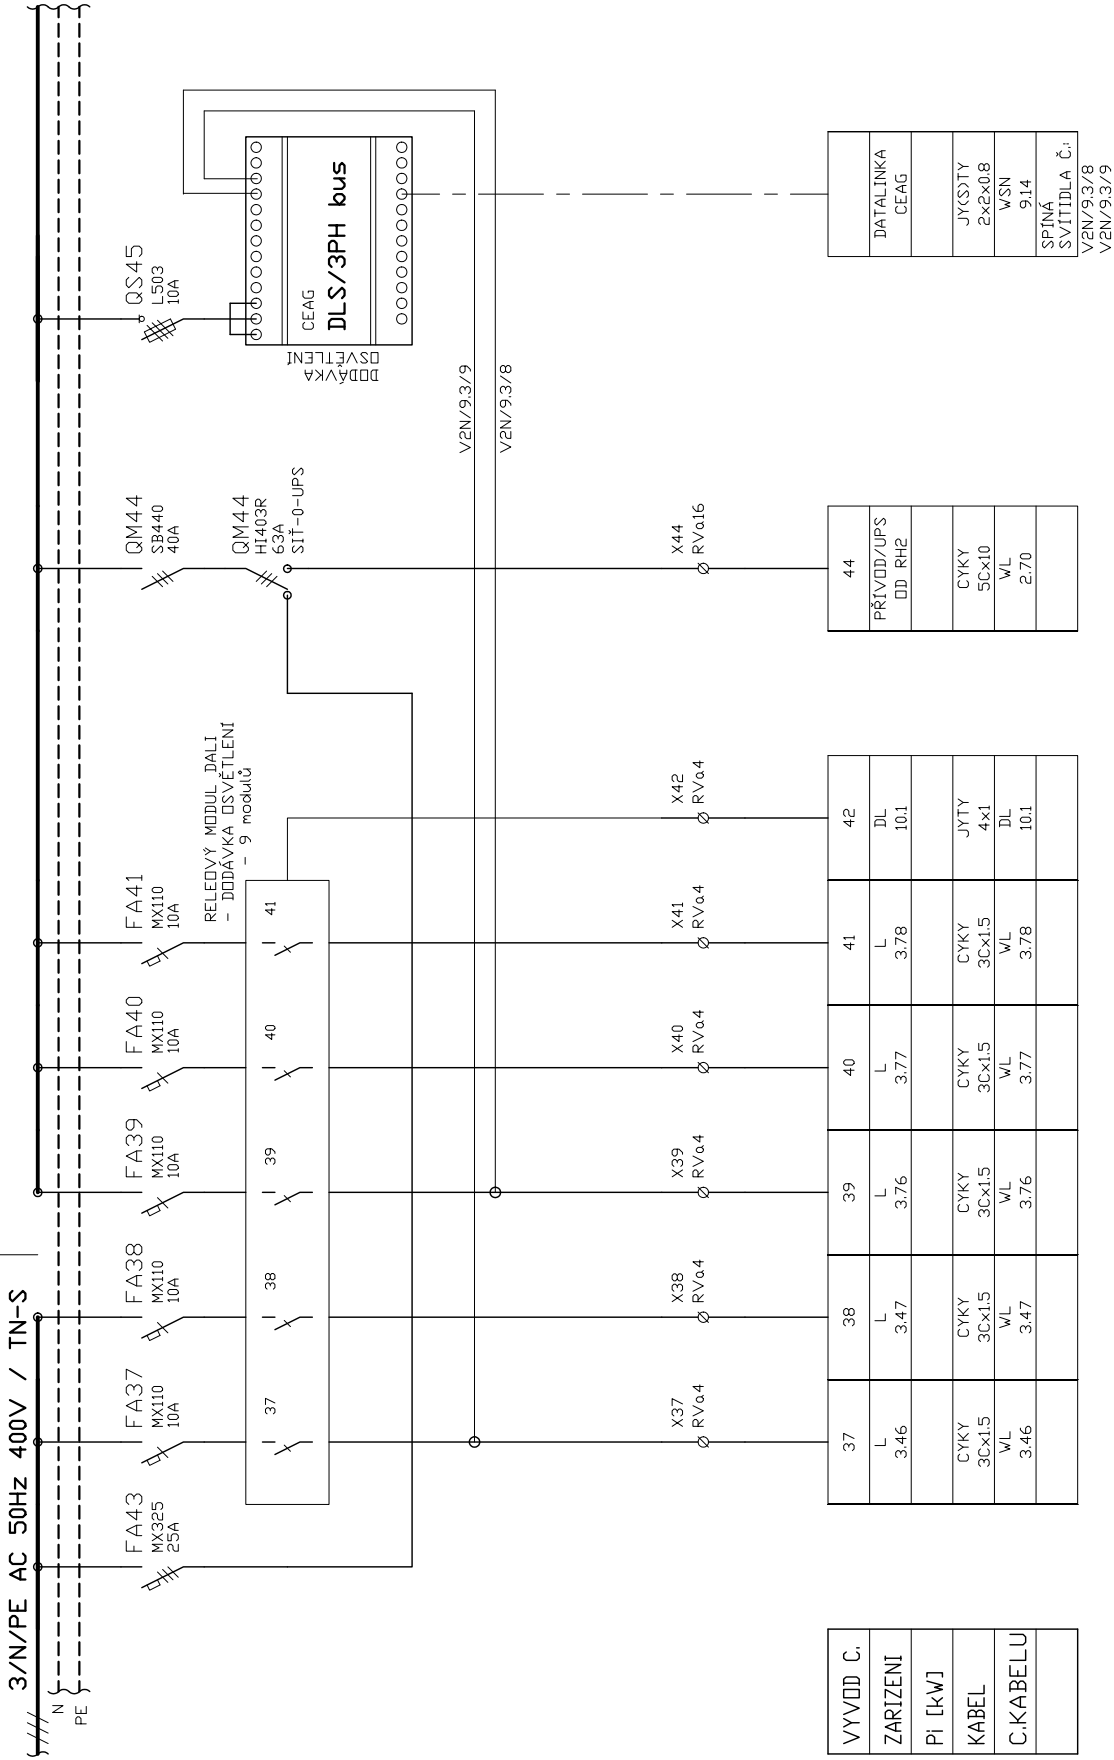 3/N/PE AC 50Hz 400V / TN-S
N
PE
FA43
MX325
25A
FA37
MX110
10A
FA38
MX110
10A
FA39
MX110
10A
FA40
MX110
10A
FA41
MX110
10A
QM44
SB440
40A
QM44
HI403R
63A
SÍŤ-0-UPS
QS45
L503
10A
RELEOVÝ MODUL DALI
- DODÁVKA OSVĚTLENÍ
- 9 modulů
37
38
39
40
41
DODÁVKA
OSVĚTLENÍ
CEAG
DLS/3PH bus
V2N/9.3/9
V2N/9.3/8
X37
RVa4
X38
RVa4
X39
RVa4
X40
RVa4
X41
RVa4
X42
RVa4
X44
RVa16
VYVOD C.
ZARIZENI
Pi [kW]
KABEL
C.KABELU
37
L
3.46
CYKY
3Cx1.5
WL
3.46
38
L
3.47
CYKY
3Cx1.5
WL
3.47
39
L
3.76
CYKY
3Cx1.5
WL
3.76
40
L
3.77
CYKY
3Cx1.5
WL
3.77
41
L
3.78
CYKY
3Cx1.5
WL
3.78
42
DL
10.1
JYTY
4x1
DL
10.1
44
PŘÍVOD/UPS
OD RH2
CYKY
5Cx10
WL
2.70
DATALINKA
CEAG
JY(S)TY
2x2x0.8
WSN
9.14
SPÍNÁ
SVÍTIDLA Č.:
V2N/9.3/8
V2N/9.3/9